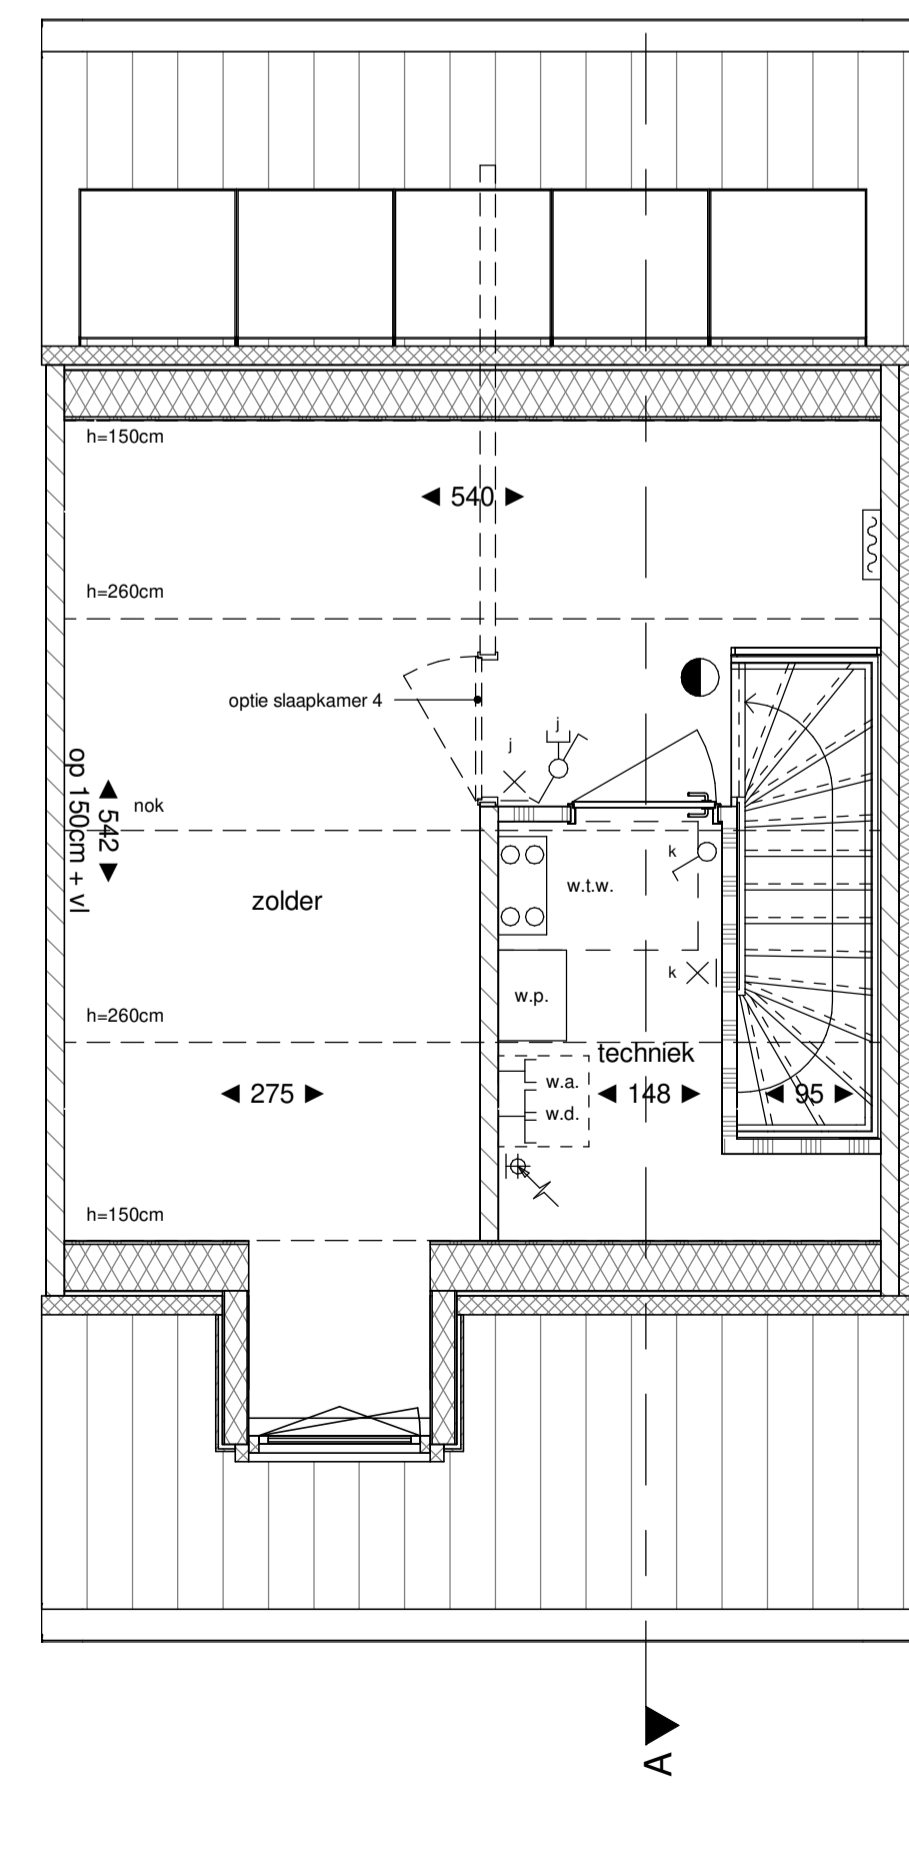 h=150cm
◄ 540 ►
h=260cm
optie slaapkamer 4
j
j
op 150cm + vl
◄ 542 ►
nok
k
w.t.w.
zolder
k
w.p.
h=260cm
techniek
w.a.
◄ 275 ►
◄ 148 ►
◄ 95 ►
w.d.
h=150cm
A